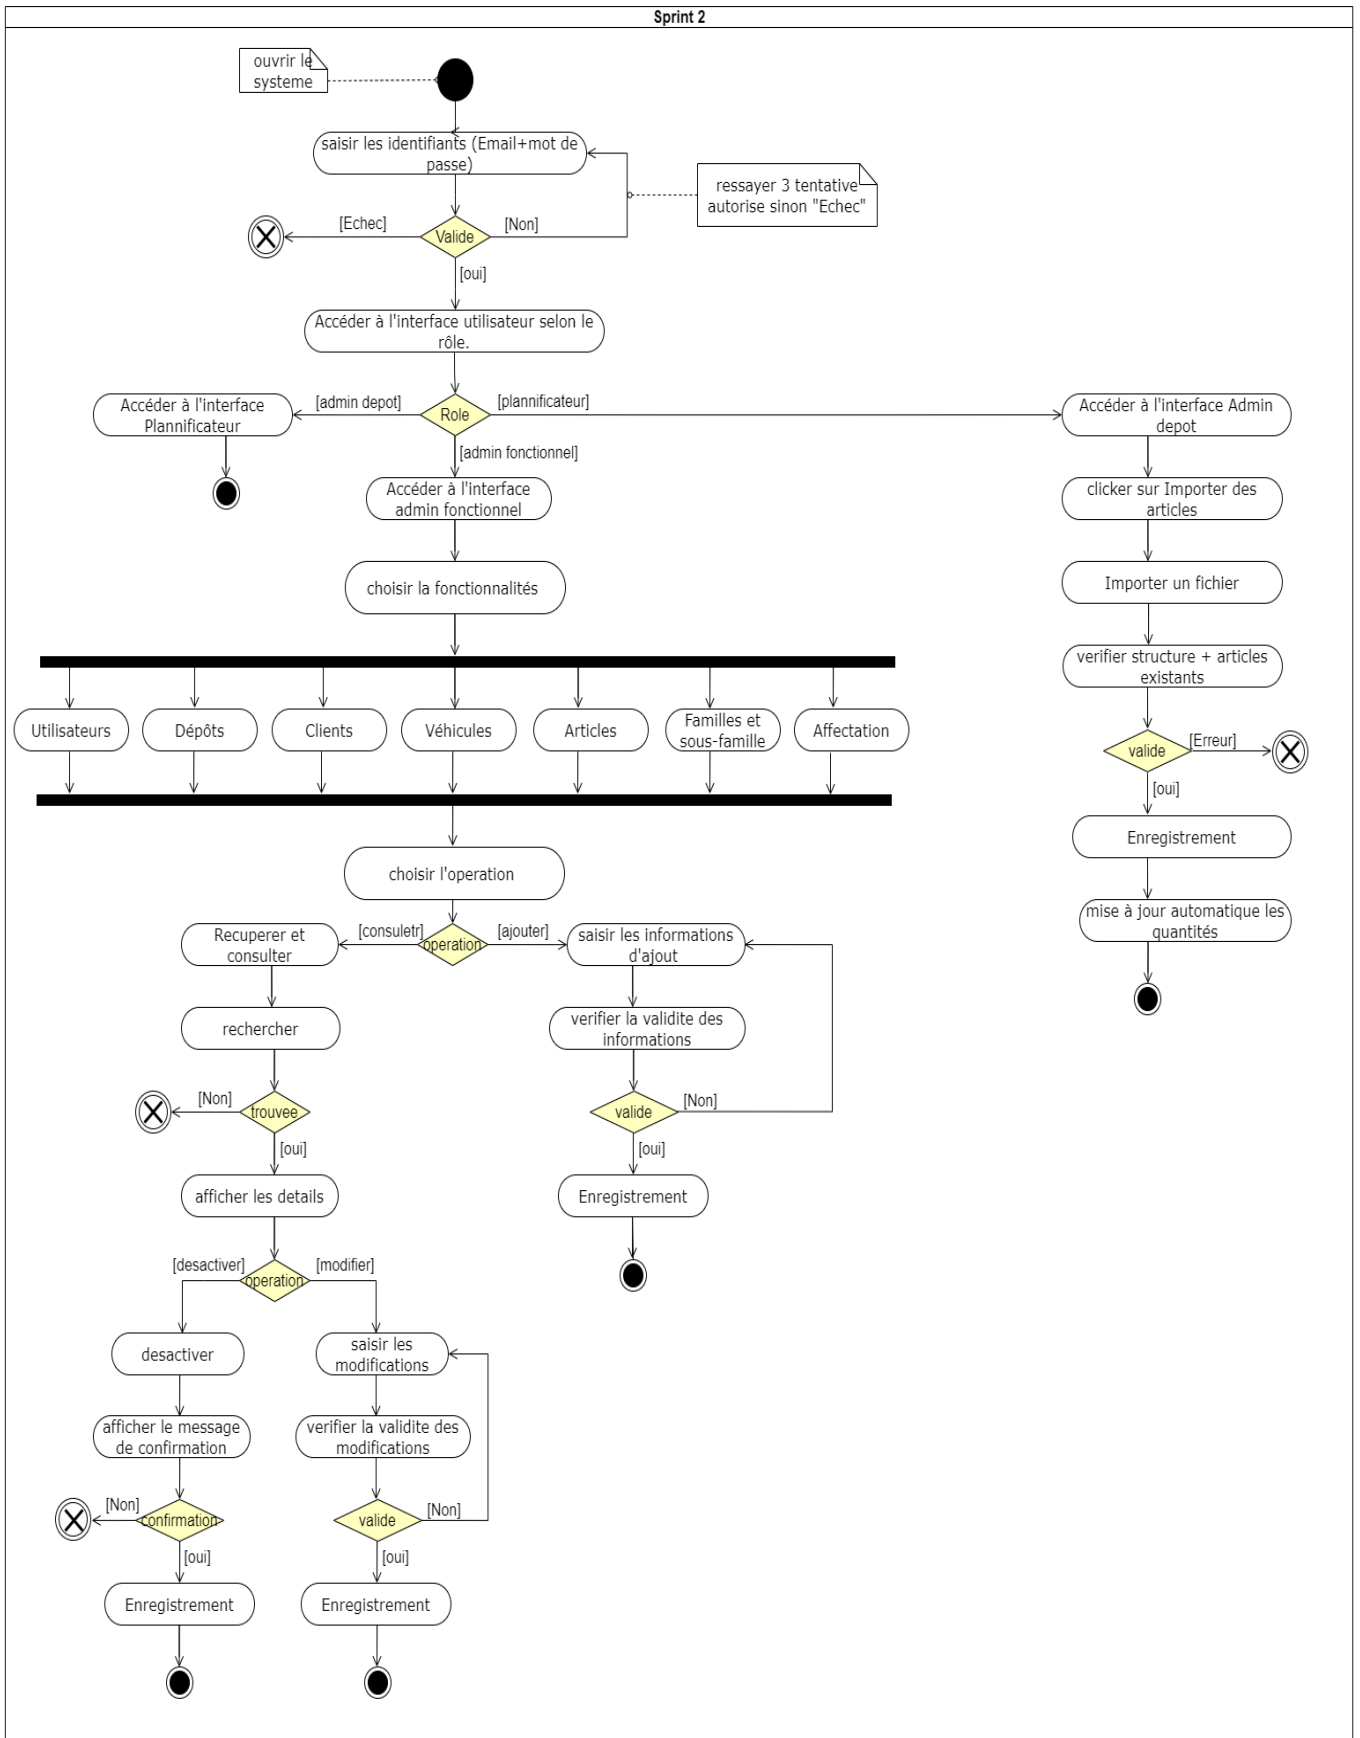 Sprint 2
ouvrir le
systeme
saisir les identifiants (Email+mot de
passe)
ressayer 3 tentative
autorise sinon "Echec"
[Echec]
Valide
[Non]
[oui]
Accéder à l'interface utilisateur selon le
rôle.
Accéder à l'interface
Plannificateur
[admin depot]
Role
[plannificateur]
Accéder à l'interface Admin
depot
[admin fonctionnel]
Accéder à l'interface
admin fonctionnel
clicker sur Importer des
articles
choisir la fonctionnalités
Importer un fichier
verifier structure + articles
existants
Utilisateurs
Dépôts
Clients
Véhicules
Articles
Familles et
sous-famille
Affectation
valide
[Erreur]
[oui]
Enregistrement
choisir l'operation
mise à jour automatique les
quantités
Recuperer et
consulter
[consuletr]
operation
[ajouter]
saisir les informations
d'ajout
rechercher
verifier la validite des
informations
[Non]
trouvee
valide
[Non]
[oui]
[oui]
afficher les details
Enregistrement
[desactiver]
operation
[modifier]
desactiver
saisir les
modifications
afficher le message
de confirmation
verifier la validite des
modifications
[Non]
confirmation
valide
[Non]
[oui]
[oui]
Enregistrement
Enregistrement